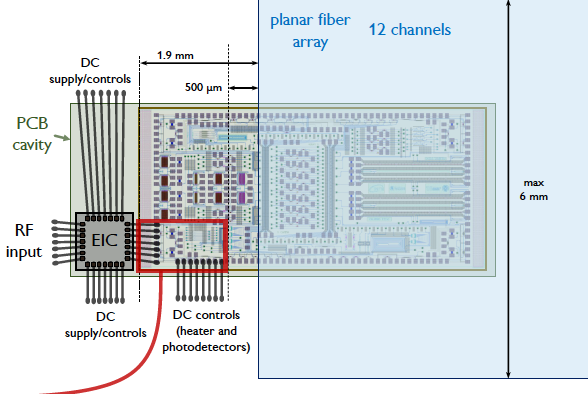 planar fiber
array
12 channels
1.9 mm
DC
supply/controls
500 µm
PCB
cavity
max
6 mm
RF
input
EIC
DC
supply/controls
DC controls
(heater and
photodetectors)